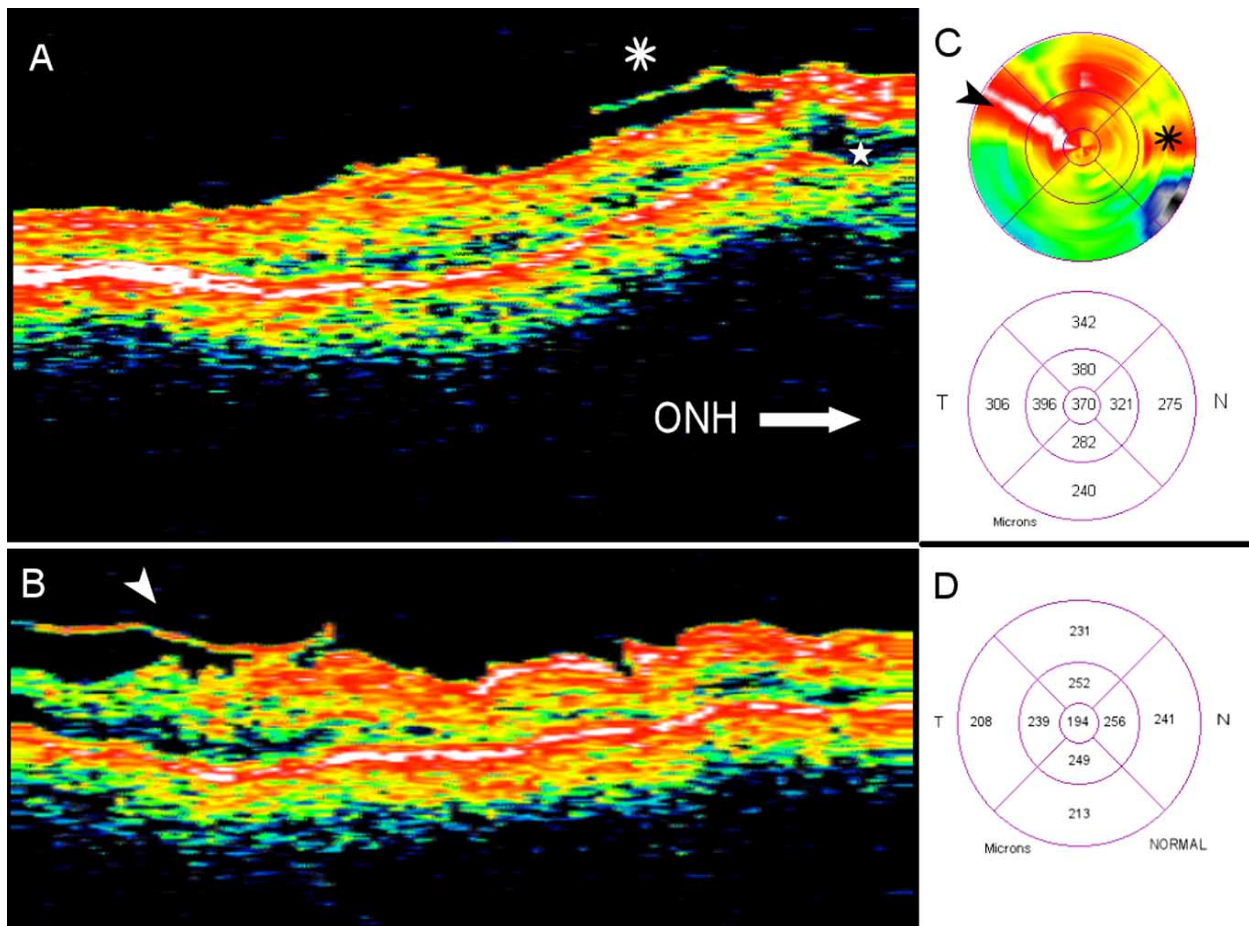 A
ONH
B
C
342
380
T 306 396 370 321 275 N
282
240
Microns
D
231
252
T 208 239 194 256 241 N
249
213
Microns NORMAL